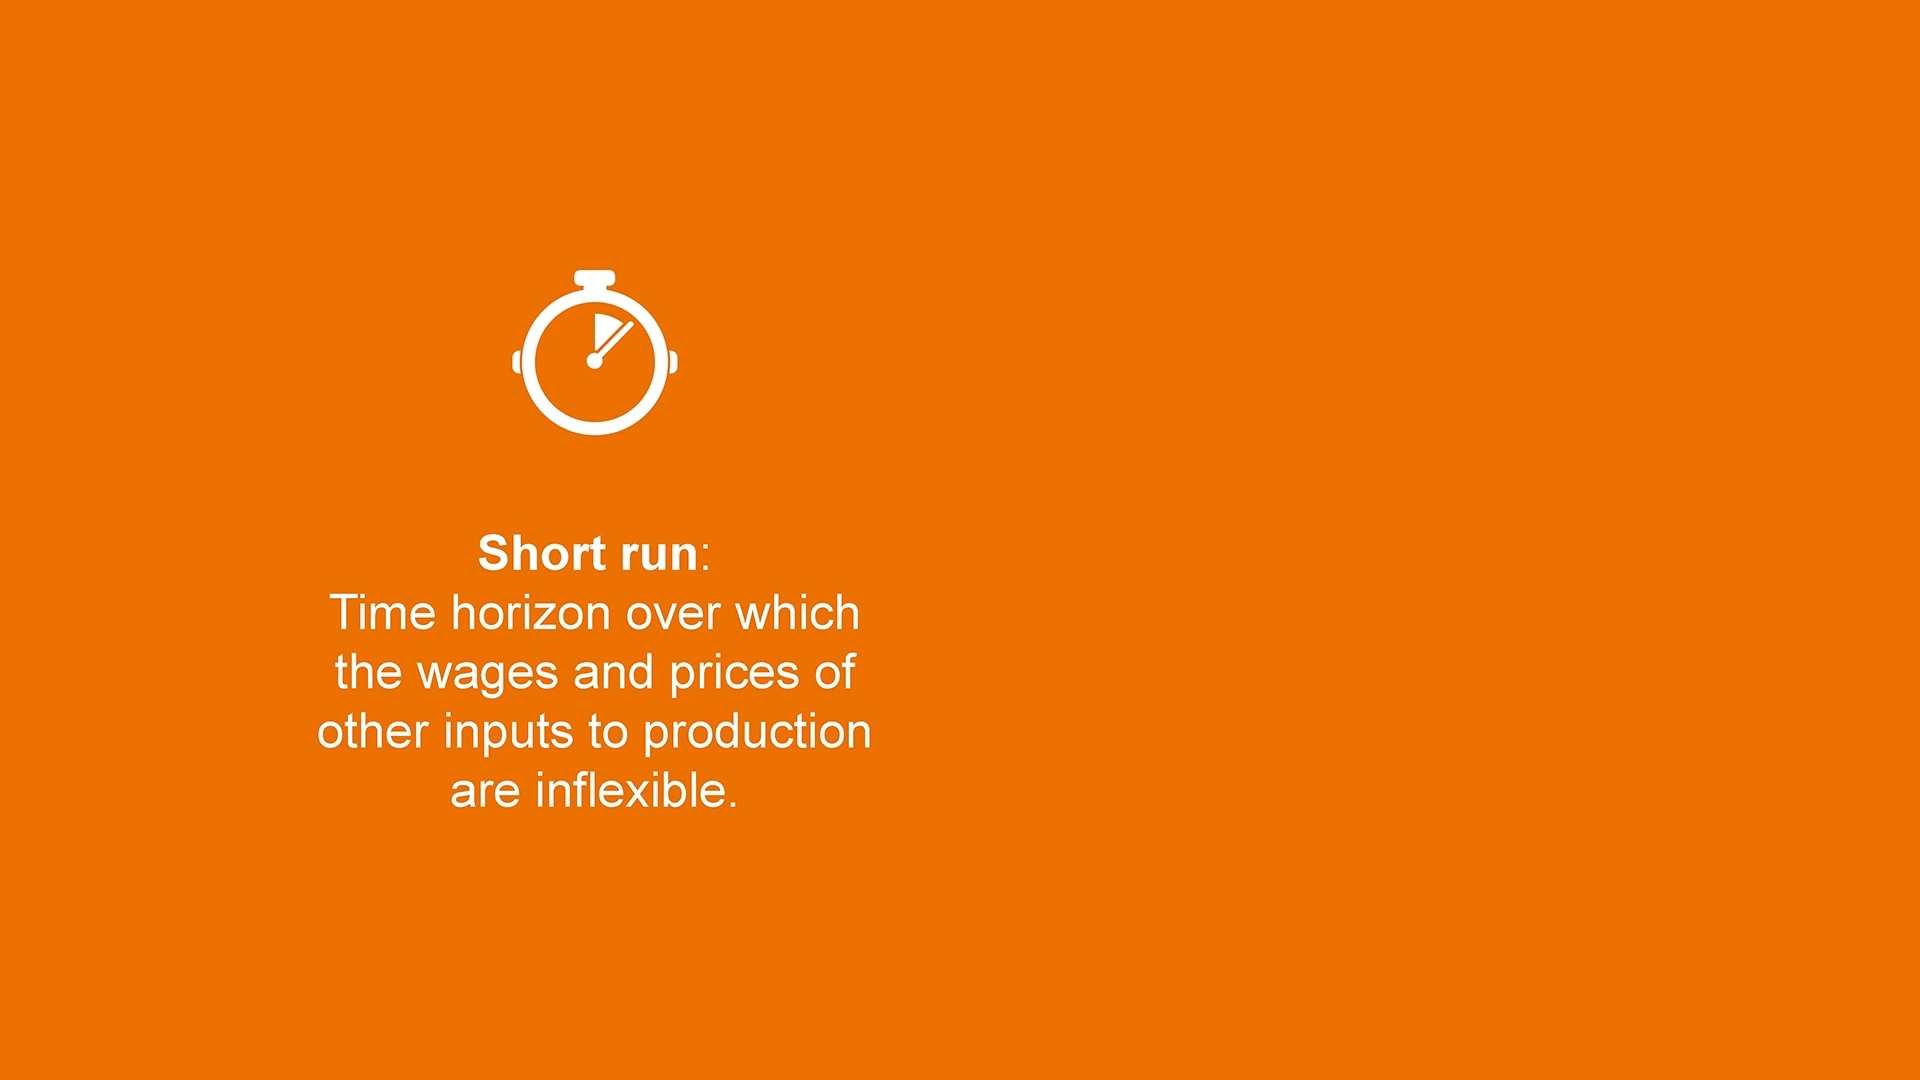 Short run:
Time horizon over which
the wages and prices of
other inputs to production
are inflexible.